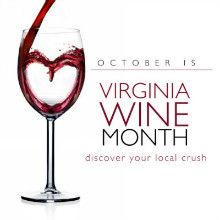 OCTOBER IS
VIRGINIA
WINE
MONTH
discover your local crush